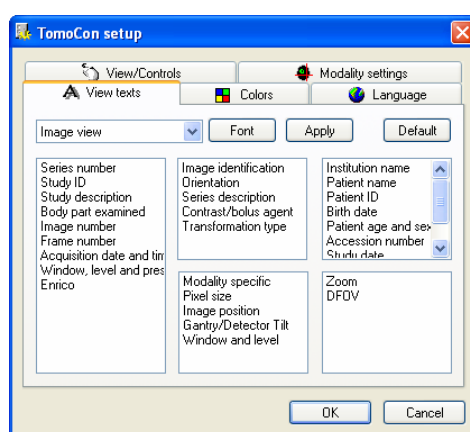 TomoCon setup
View/Controls
Modality settings
View texts
Colors
Language
Image view
Font
Apply
Default
Series number
Study ID
Study description
Body part examined
Image number
Frame number
Acquisition date and tim
Window, level and pres
Enrico
Image identification
Orientation
Series description
Contrast/bolus agent
Transformation type
Institution name
Patient name
Patient ID
Birth date
Patient age and sex
Accession number
Study date
Modality specific
Pixel size
Image position
Gantry/Detector Tilt
Window and level
Zoom
DFOV
OK
Cancel